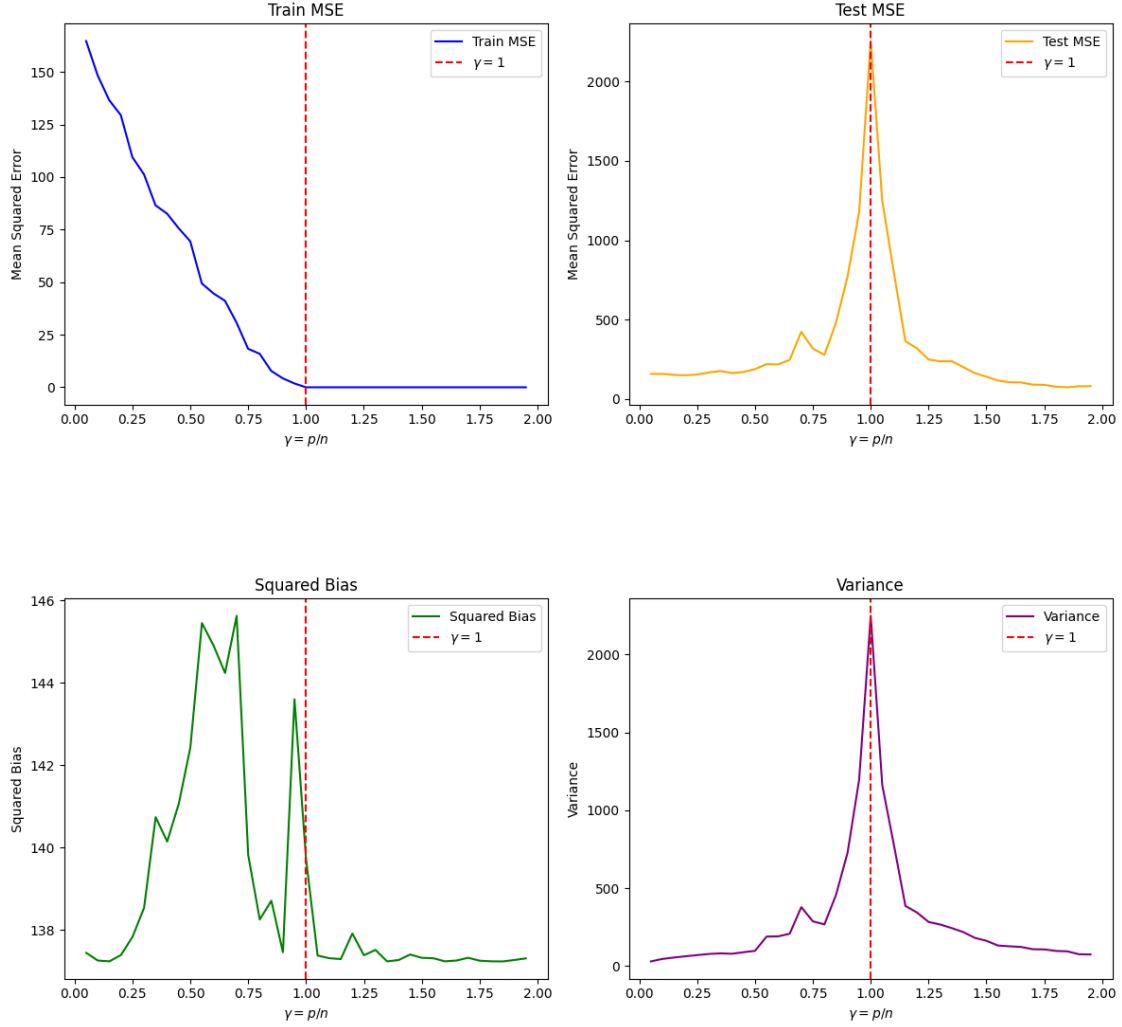 Train MSE
Train MSE
γ = 1
Mean Squared Error
150
125
100
75
50
25
0
0.00 0.25 0.50 0.75 1.00 1.25 1.50 1.75 2.00
γ = p/n
Test MSE
Test MSE
γ = 1
Mean Squared Error
2000
1500
1000
500
0
0.00 0.25 0.50 0.75 1.00 1.25 1.50 1.75 2.00
γ = p/n
Squared Bias
Squared Bias
γ = 1
Squared Bias
146
144
142
140
138
0.00 0.25 0.50 0.75 1.00 1.25 1.50 1.75 2.00
γ = p/n
Variance
Variance
γ = 1
Variance
2000
1500
1000
500
0
0.00 0.25 0.50 0.75 1.00 1.25 1.50 1.75 2.00
γ = p/n